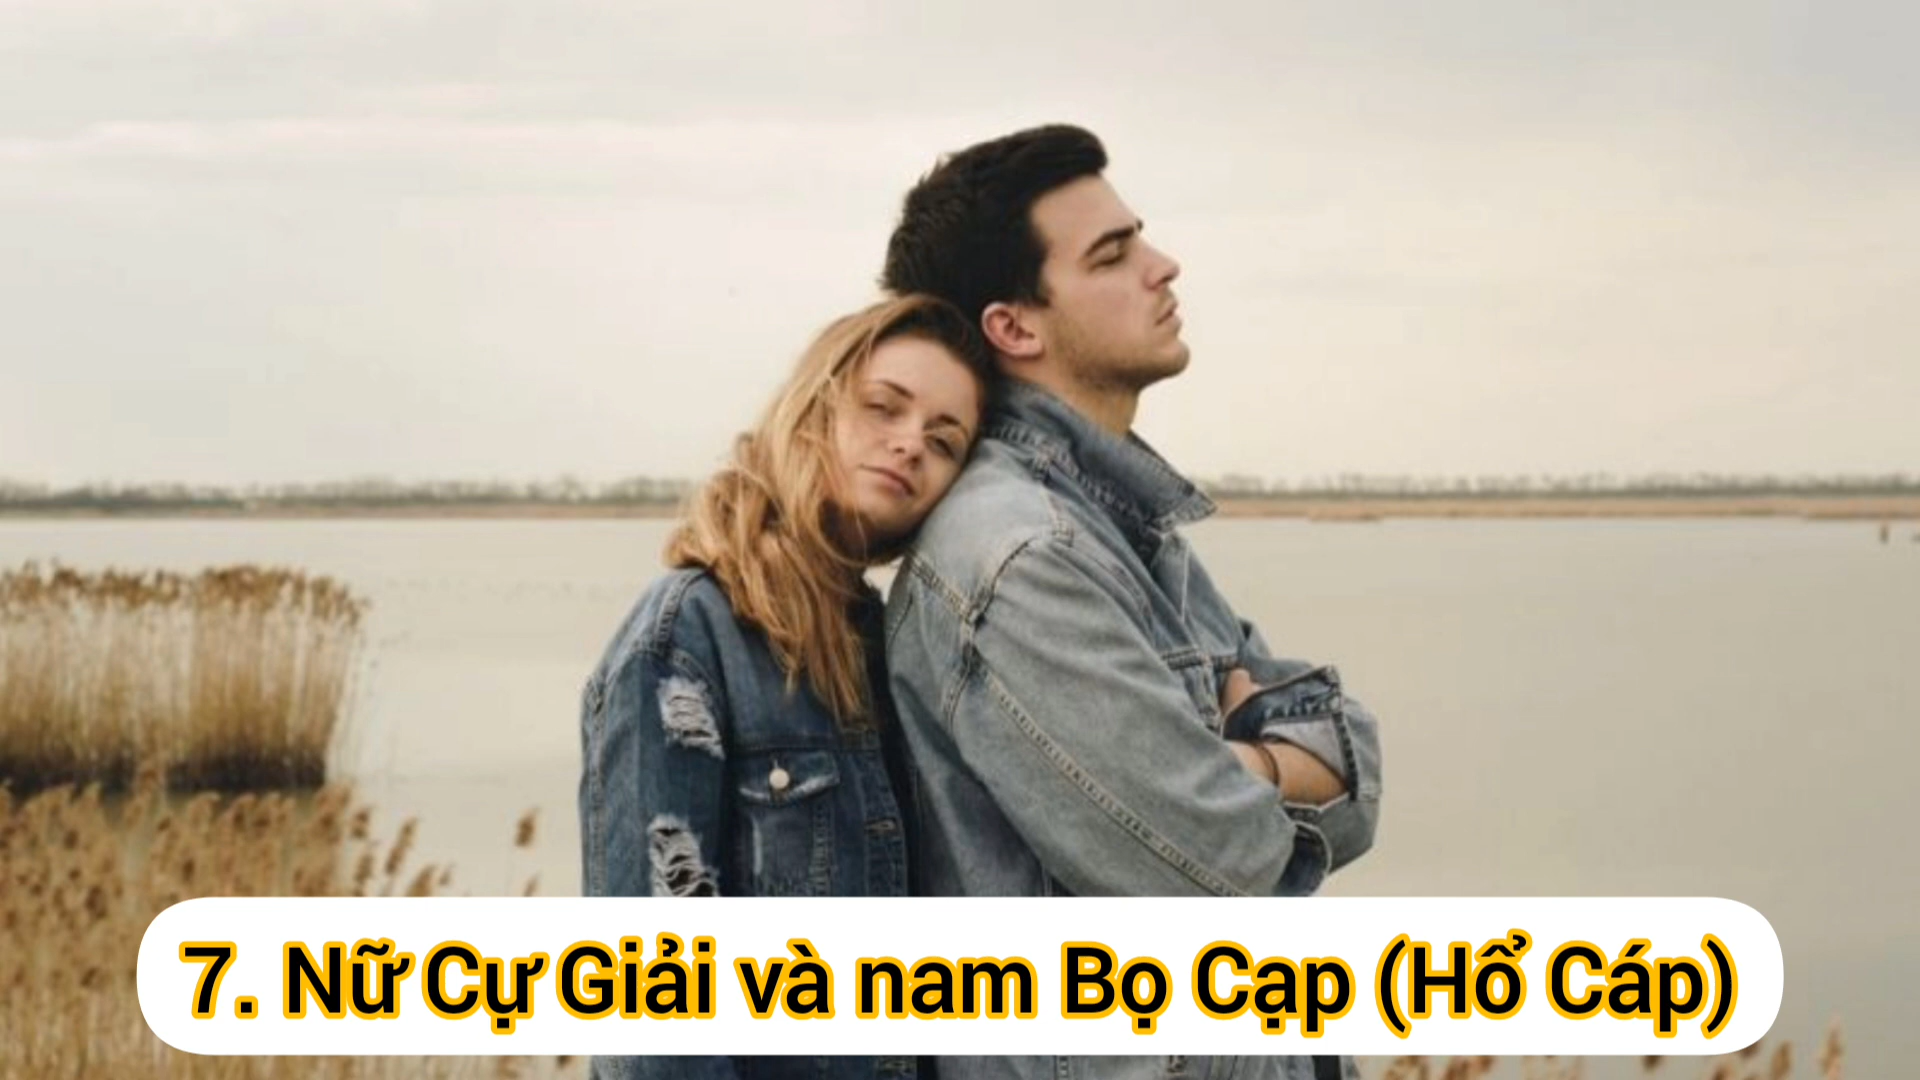 7. Nữ Cự Giải và nam Bọ Cạp (Hổ Cáp)